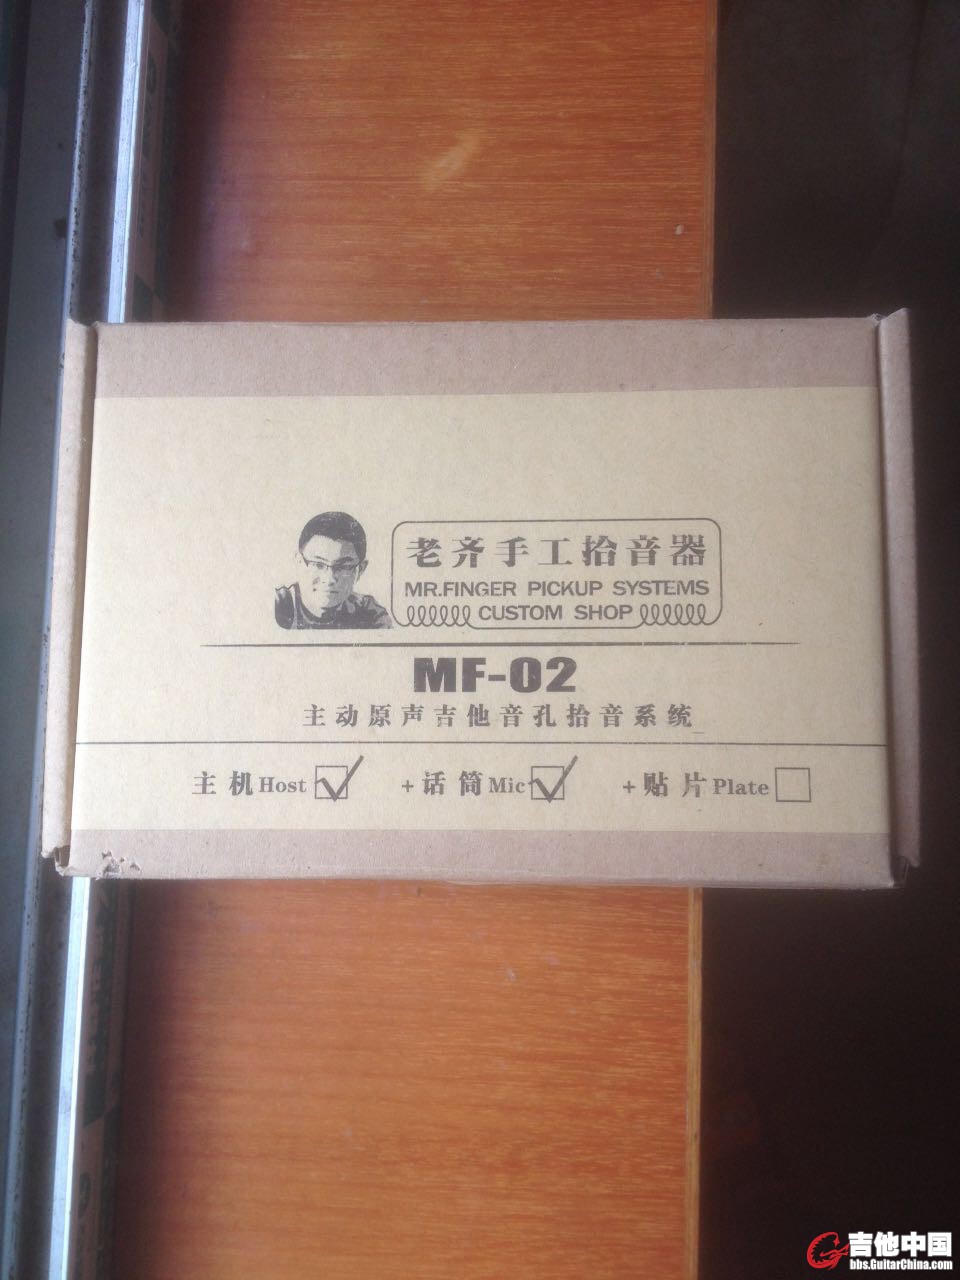 老齐手工拾音器
MR.FINGER PICKUP SYSTEMS
CUSTOM SHOP
MF-02
主动原声吉他音孔拾音系统
主机Host +话筒Mic +贴片Plate
吉他中国
bbs.GuitarChina.com